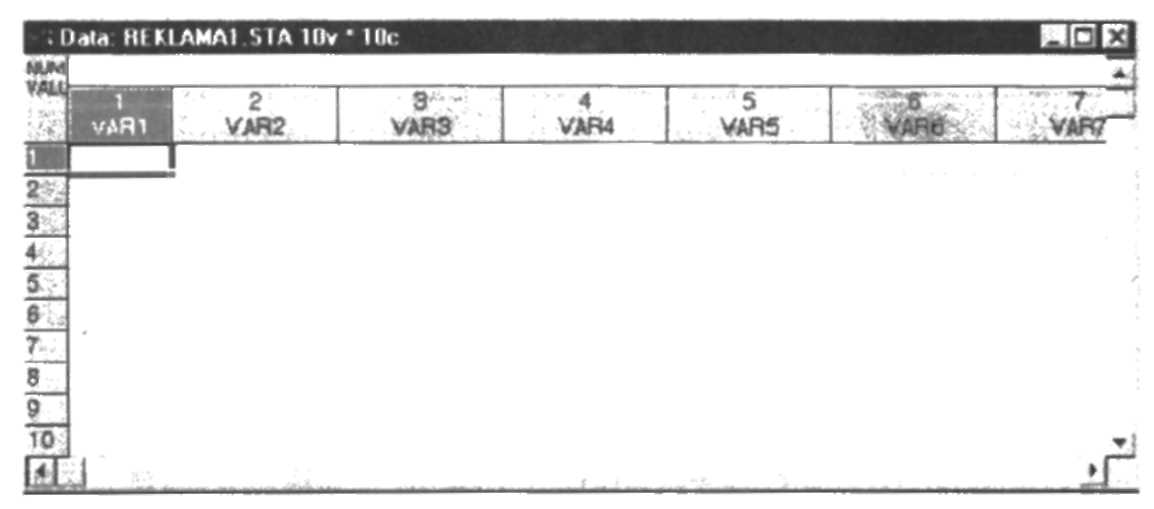 Data: REKLAMA1.STA 10v * 10c
NUM
VALU
1 2 3 4 5 6 7
VAR1 VAR2 VAR3 VAR4 VAR5 VAR6 VAR7
1
2
3
4
5
6
7
8
9
10